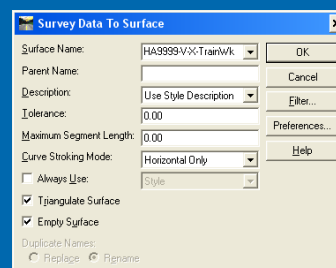 Survey Data To Surface
Surface Name: HA9999-V-X-TrainWk
OK
Parent Name:
Cancel
Description: Use Style Description
Filter...
Tolerance: 0.00
Preferences...
Maximum Segment Length: 0.00
Help
Curve Stroking Mode: Horizontal Only
Always Use: Style
Triangulate Surface
Empty Surface
Duplicate Names:
Replace Rename